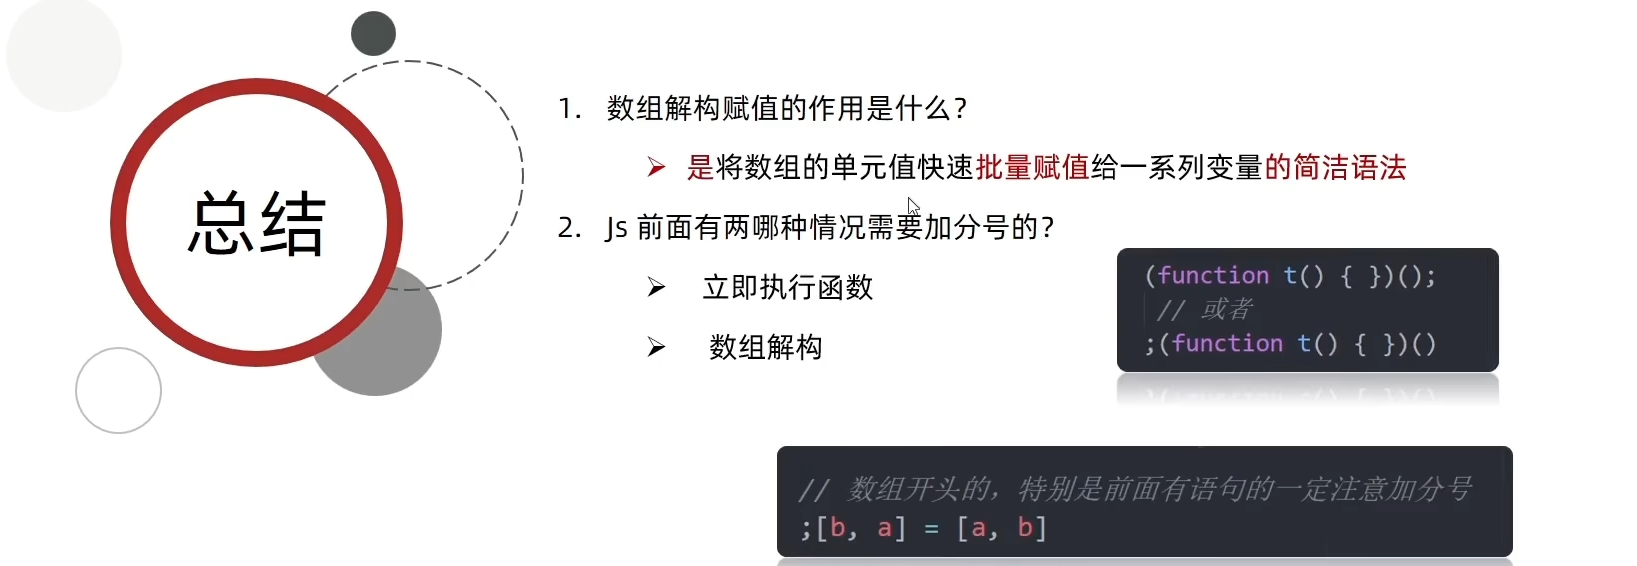 总结
1. 数组解构赋值的作用是什么?
➢ 是将数组的单元值快速批量赋值给一系列变量的简洁语法
2. Js 前面有两哪种情况需要加分号的?
➢ 立即执行函数
➢ 数组解构
(function t() { })();
// 或者
;(function t() { })()
// 数组开头的，特别是前面有语句的一定注意加分号
;[b, a] = [a, b]